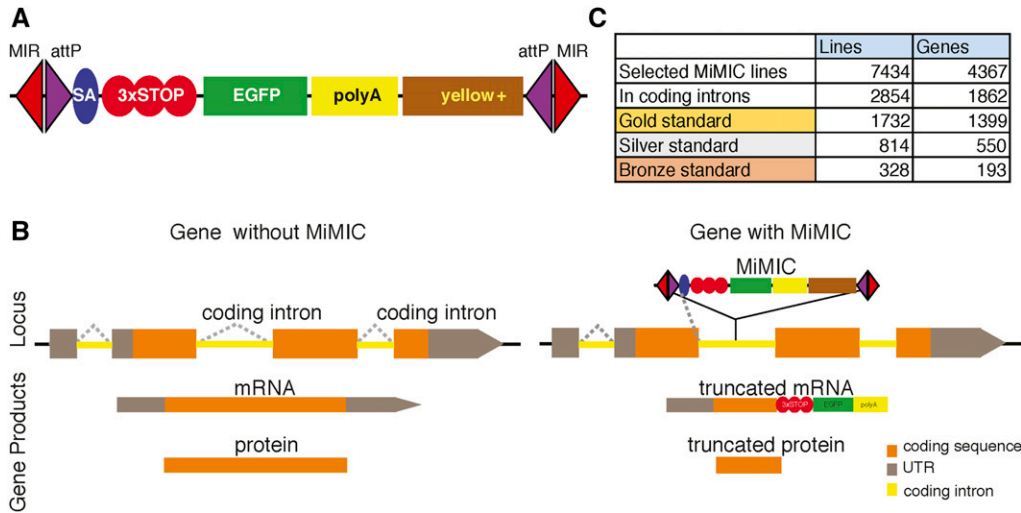 A
MIR attP attP MIR
SA 3xSTOP EGFP polyA yellow+
C
Lines Genes
Selected MiMIC lines 7434 4367
In coding introns 2854 1862
Gold standard 1732 1399
Silver standard 814 550
Bronze standard 328 193
B
Gene without MiMIC
Locus
coding intron coding intron
Gene Products
mRNA
protein
Gene with MiMIC
MiMIC
truncated mRNA
3xSTOP EGFP polyA
truncated protein
coding sequence
UTR
coding intron